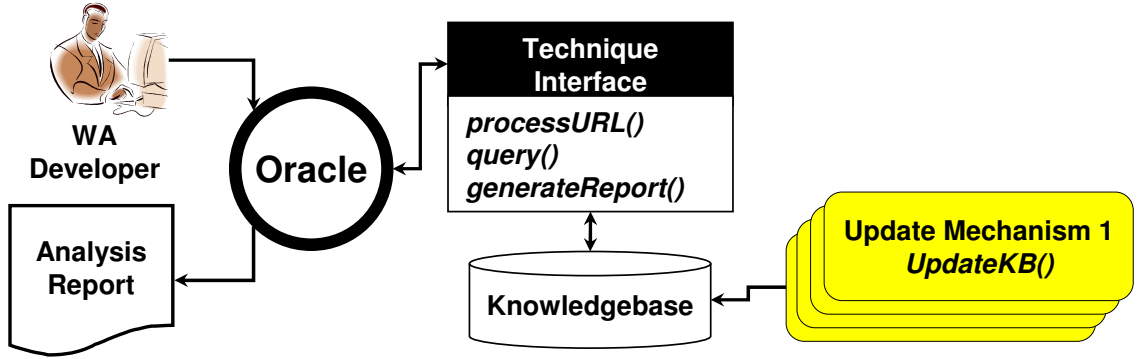 WA
Developer
Oracle
Analysis
Report
Technique
Interface
processURL()
query()
generateReport()
Knowledgebase
Update Mechanism 1
UpdateKB()